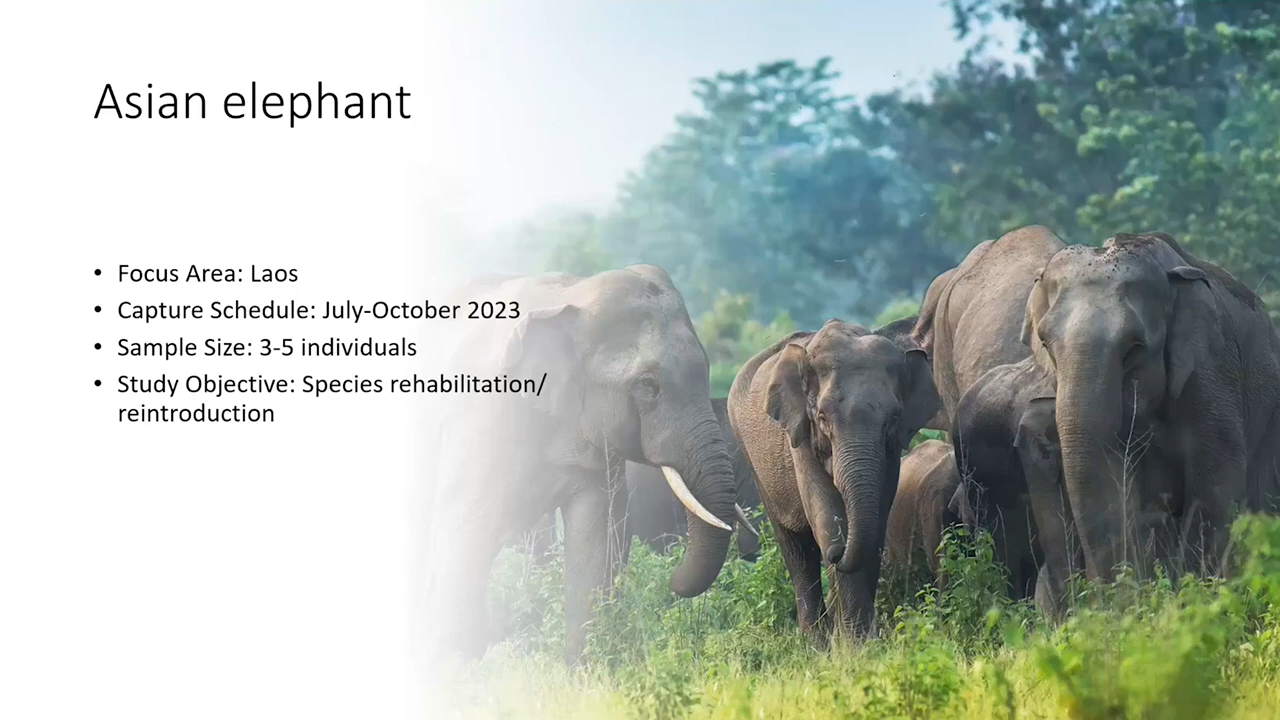 Asian elephant
• Focus Area: Laos
• Capture Schedule: July-October 2023
• Sample Size: 3-5 individuals
• Study Objective: Species rehabilitation/
reintroduction